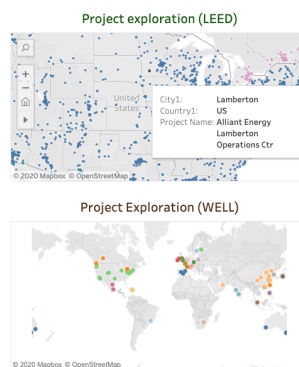 Project exploration (LEED)
United States
City1: Lamberton
Country1: US
Project Name: Alliant Energy
Lamberton
Operations Ctr
© 2020 Mapbox © OpenStreetMap
Project Exploration (WELL)
© 2020 Mapbox © OpenStreetMap